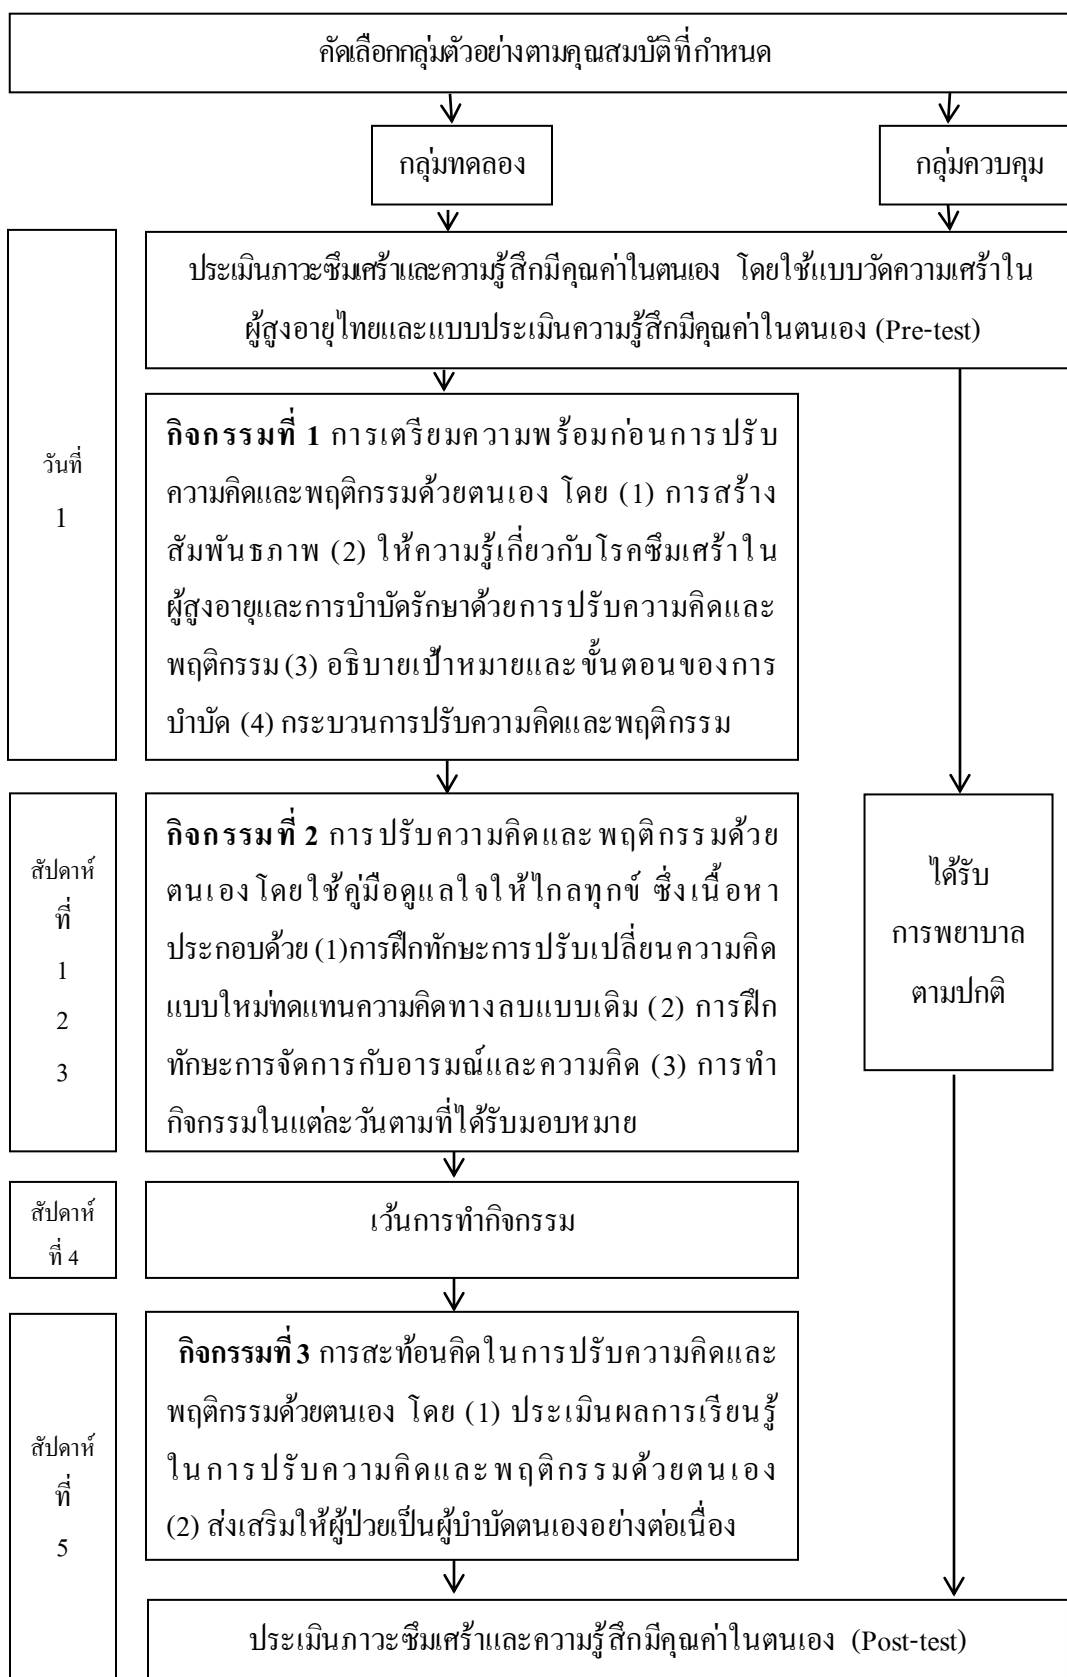 คัดเลือกกลุ่มตัวอย่างตามคุณสมบัติที่กำหนด
กลุ่มทดลอง
กลุ่มควบคุม
วันที่
1
ประเมินภาวะซึมเศร้าและความรู้สึกมีคุณค่าในตนเอง โดยใช้แบบวัดความเศร้าใน
ผู้สูงอายุไทยและแบบประเมินความรู้สึกมีคุณค่าในตนเอง (Pre-test)
กิจกรรมที่ 1 การเตรียมความพร้อมก่อนการปรับ
ความคิดและพฤติกรรมด้วยตนเอง โดย (1) การสร้าง
สัมพันธภาพ (2) ให้ความรู้เกี่ยวกับโรคซึมเศร้าใน
ผู้สูงอายุและการบำบัดรักษาด้วยการปรับความคิดและ
พฤติกรรม (3) อธิบายเป้าหมายและขั้นตอนของการ
บำบัด (4) กระบวนการปรับความคิดและพฤติกรรม
สัปดาห์
ที่
1
2
3
กิจกรรมที่ 2 การปรับความคิดและพฤติกรรมด้วย
ตนเองโดยใช้คู่มือดูแลใจให้ไกลทุกข์ ซึ่งเนื้อหา
ประกอบด้วย (1)การฝึกทักษะการปรับเปลี่ยนความคิด
แบบใหม่ทดแทนความคิดทางลบแบบเดิม (2) การฝึก
ทักษะการจัดการกับอารมณ์และความคิด (3) การทำ
กิจกรรมในแต่ละวันตามที่ได้รับมอบหมาย
ได้รับ
การพยาบาล
ตามปกติ
สัปดาห์
ที่ 4
เว้นการทำกิจกรรม
สัปดาห์
ที่
5
กิจกรรมที่ 3 การสะท้อนคิดในการปรับความคิดและ
พฤติกรรมด้วยตนเอง โดย (1) ประเมินผลการเรียนรู้
ในการปรับความคิดและพฤติกรรมด้วยตนเอง
(2) ส่งเสริมให้ผู้ป่วยเป็นผู้บำบัดตนเองอย่างต่อเนื่อง
ประเมินภาวะซึมเศร้าและความรู้สึกมีคุณค่าในตนเอง (Post-test)